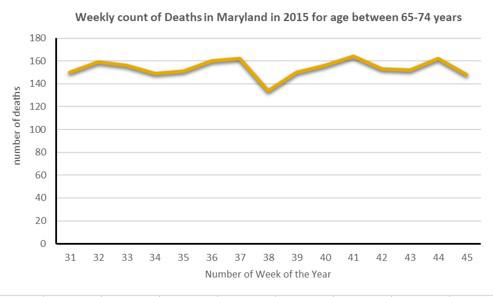 Weekly count of Deaths in Maryland in 2015 for age between 65-74 years
number of deaths
180
160
140
120
100
80
60
40
20
0
31 32 33 34 35 36 37 38 39 40 41 42 43 44 45
Number of Week of the Year